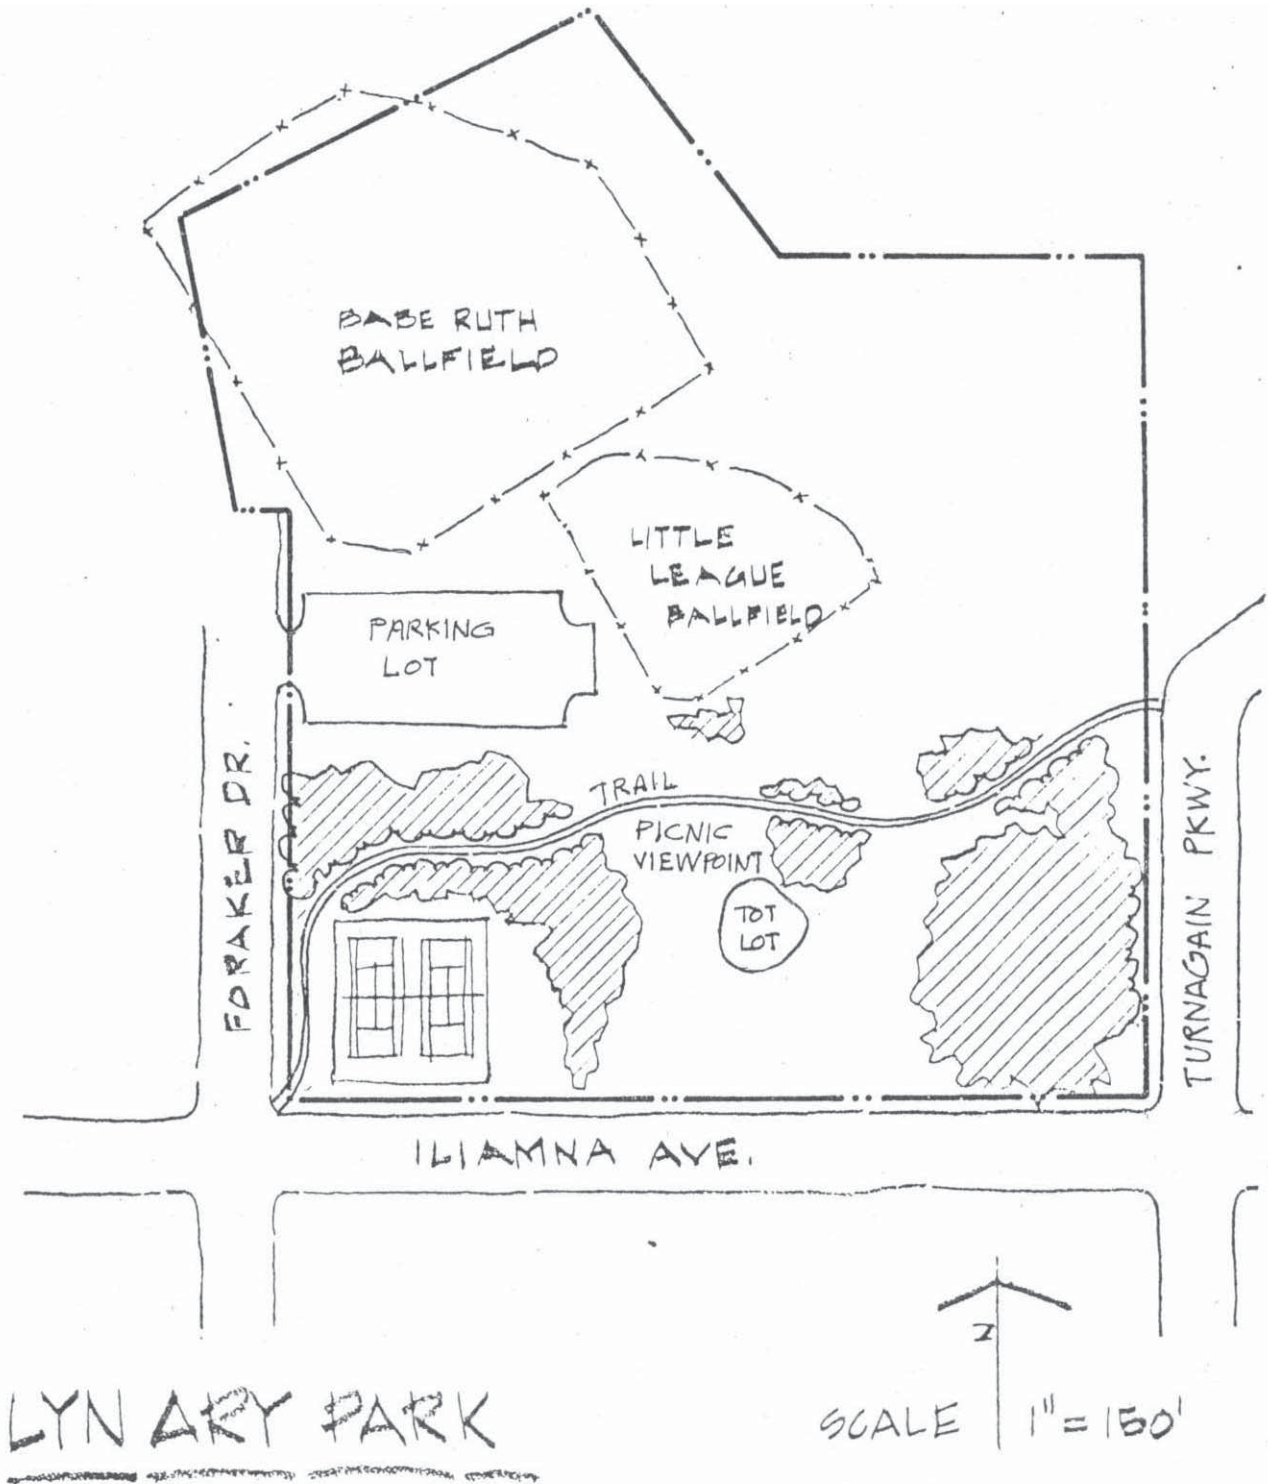 BABE RUTH
BALLFIELD
LITTLE
LEAGUE
BALLFIELD
PARKING
LOT
TRAIL
PICNIC
VIEWPOINT
TOT
LOT
FORAKER DR.
TURNAGAIN PKWY.
ILIAMNA AVE.
N
LYN ARY PARK
SCALE 1" = 150'